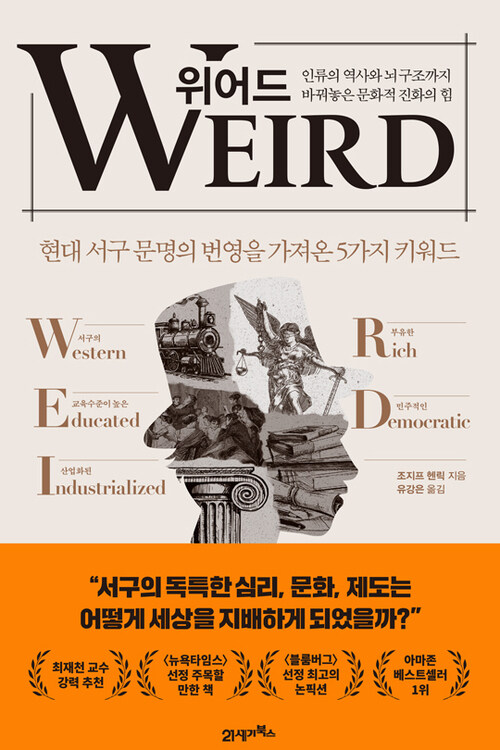 위어드
인류의 역사와 뇌 구조까지
바꿔놓은 문화적 진화의 힘
WEIRD
현대 서구 문명의 번영을 가져온 5가지 키워드
서구의
Western
교육수준이 높은
Educated
산업화된
Industrialized
부유한
Rich
민주적인
Democratic
조지프 헨릭 지음
유강은 옮김
“서구의 독특한 심리, 문화, 제도는
어떻게 세상을 지배하게 되었을까?”
최재천 교수
강력 추천
〈뉴욕타임스〉
선정 주목할
만한 책
〈블룸버그〉
선정 최고의
논픽션
아마존
베스트셀러
1위
21세기북스